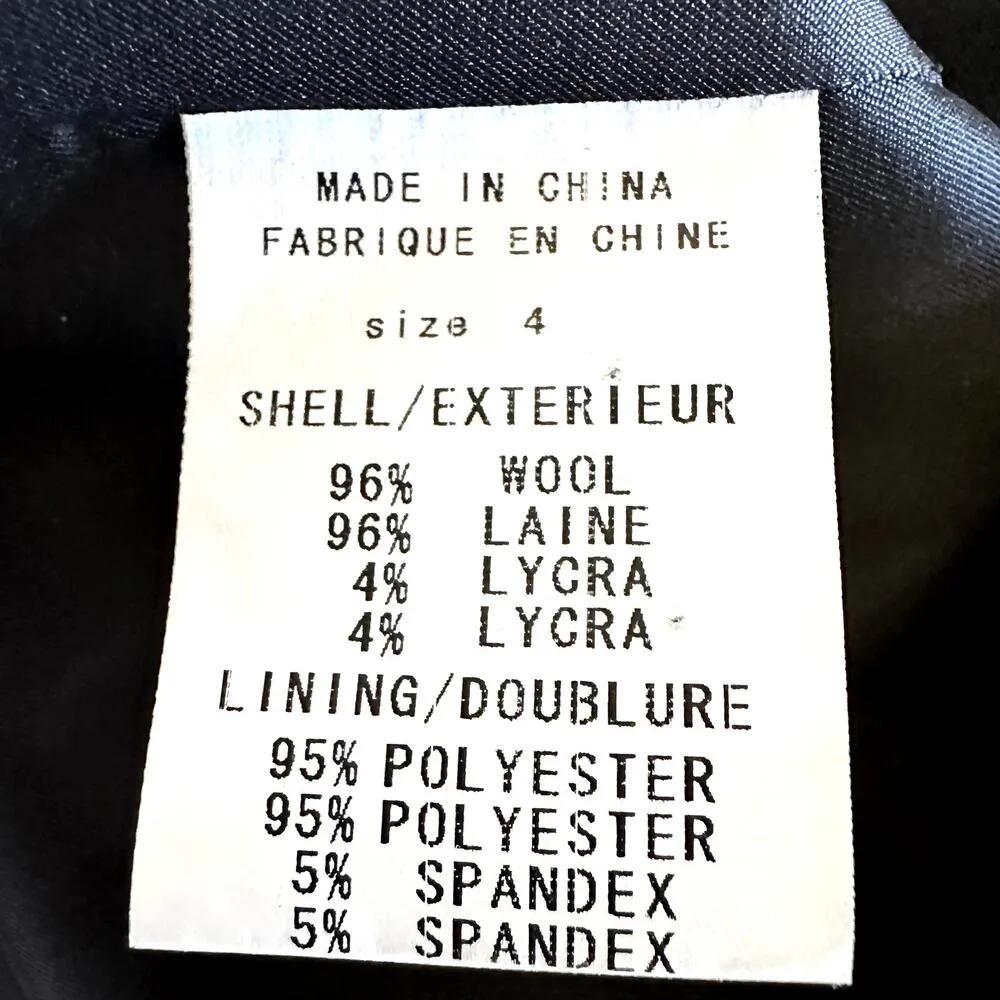 MADE IN CHINA
FABRIQUE EN CHINE
size 4
SHELL/EXTERIEUR
96% WOOL
96% LAINE
4% LYCRA
4% LYCRA
LINING/DOUBLURE
95% POLYESTER
95% POLYESTER
5% SPANDEX
5% SPANDEX